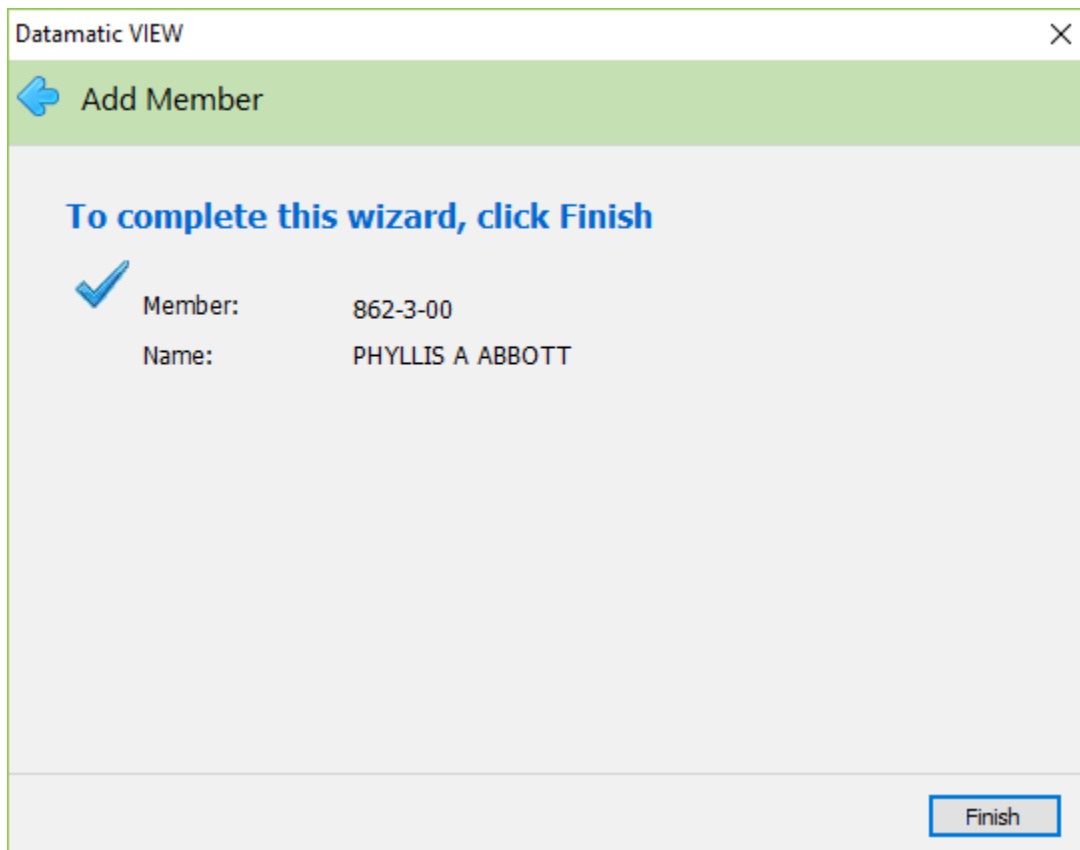 Datamatic VIEW
Add Member
To complete this wizard, click Finish
Member: 862-3-00
Name: PHYLLIS A ABBOTT
Finish